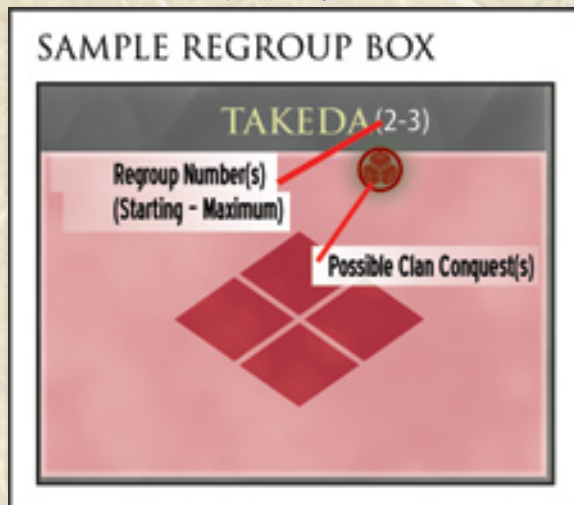 SAMPLE REGROUP BOX
TAKEDA (2-3)
Regroup Number(s)
(Starting - Maximum)
Possible Clan Conquest(s)